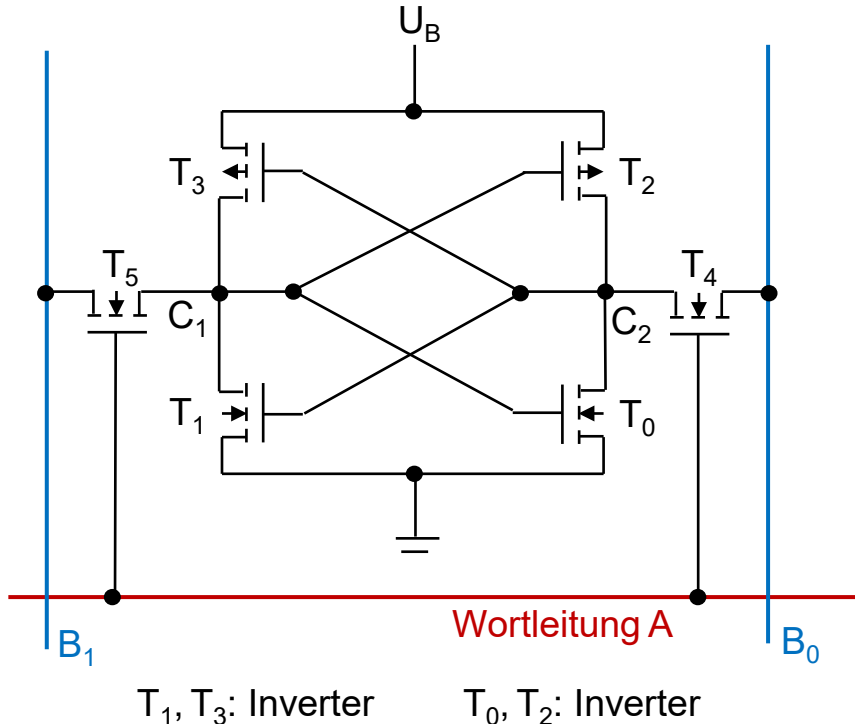 U_B
T_3
T_2
T_5
T_4
C_1
C_2
T_1
T_0
Wortleitung A
B_1
B_0
T_1, T_3: Inverter
T_0, T_2: Inverter